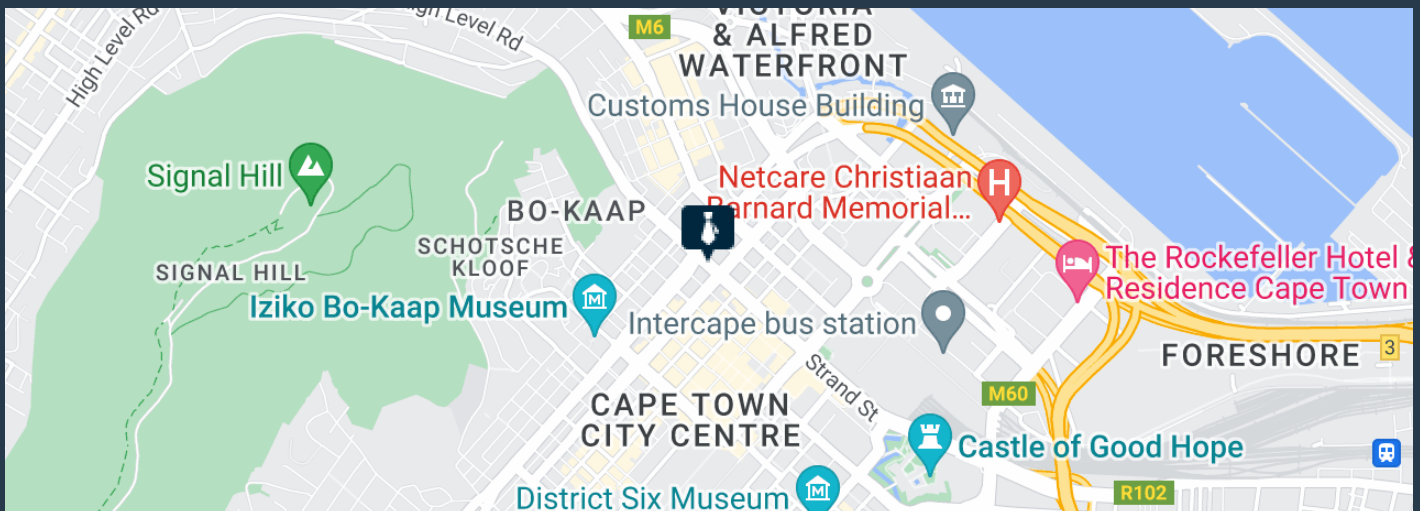 High Level Rd
High Level Rd
M6
VICTORIA
& ALFRED
WATERFRONT
Customs House Building
Signal Hill
Netcare Christiaan
Barnard Memorial...
BO-KAAP
SCHOTSCHE
KLOOF
SIGNAL HILL
The Rockefeller Hotel &
Residence Cape Town
Iziko Bo-Kaap Museum
Intercape bus station
FORESHORE
3
Strand St
M60
CAPE TOWN
CITY CENTRE
Castle of Good Hope
District Six Museum
R102